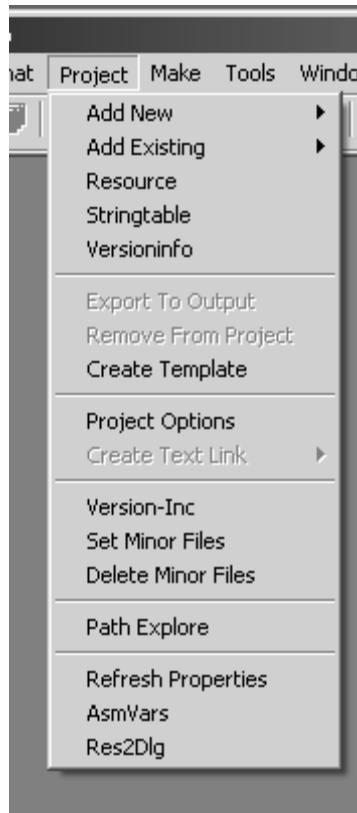 Project Make Tools
Add New
Add Existing
Resource
Stringtable
Versioninfo
Export To Output
Remove From Project
Create Template
Project Options
Create Text Link
Version-Inc
Set Minor Files
Delete Minor Files
Path Explore
Refresh Properties
AsmVars
Res2Dlg